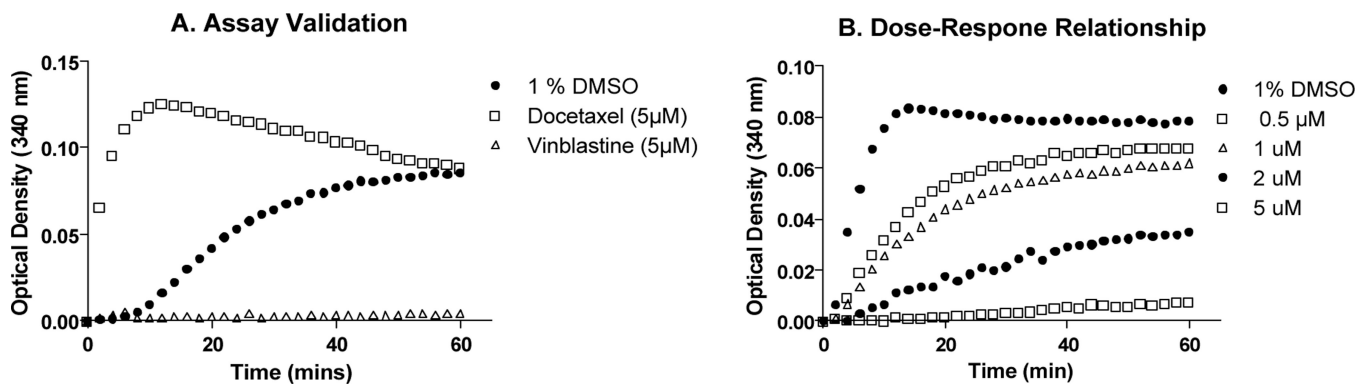 A. Assay Validation
Optical Density (340 nm)
0.15
0.10
0.05
0.00
0
20
40
60
Time (mins)
1 % DMSO
Docetaxel (5µM)
Vinblastine (5µM)
B. Dose-Respone Relationship
Optical Density (340 nm)
0.10
0.08
0.06
0.04
0.02
0.00
0
20
40
60
Time (min)
1% DMSO
0.5 µM
1 uM
2 uM
5 uM